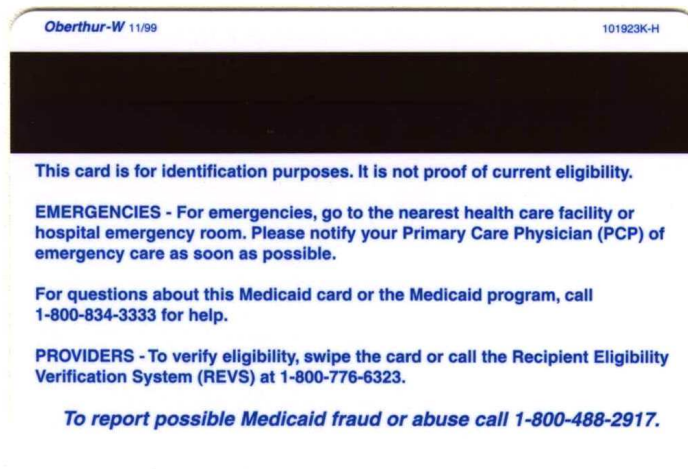 Oberthur-W 11/99 101923K-H
This card is for identification purposes. It is not proof of current eligibility.
EMERGENCIES - For emergencies, go to the nearest health care facility or
hospital emergency room. Please notify your Primary Care Physician (PCP) of
emergency care as soon as possible.
For questions about this Medicaid card or the Medicaid program, call
1-800-834-3333 for help.
PROVIDERS - To verify eligibility, swipe the card or call the Recipient Eligibility
Verification System (REVS) at 1-800-776-6323.
To report possible Medicaid fraud or abuse call 1-800-488-2917.